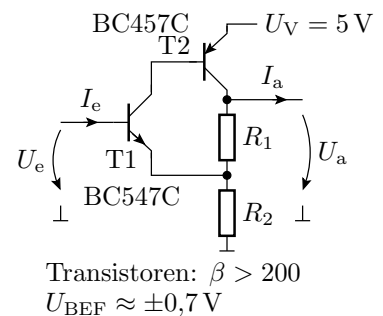 BC457C
T2
U_V = 5 V
I_e
I_a
T1
R_1
U_e
U_a
BC547C
R_2
Transistoren: β > 200
U_BEF ≈ ±0,7 V